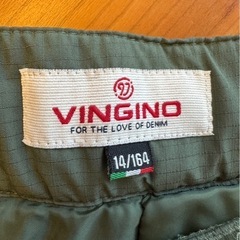 VINGINO
FOR THE LOVE OF DENIM
14/164